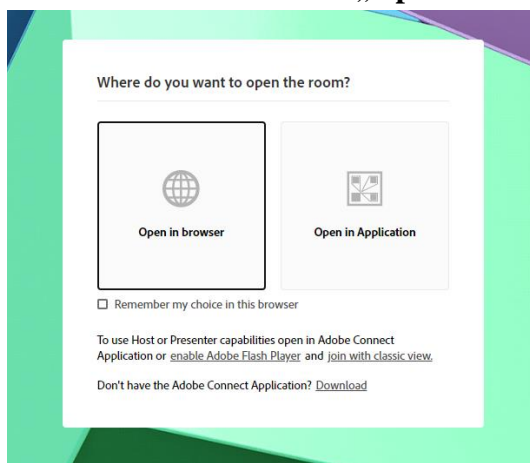 Where do you want to open the room?
Open in browser
Open in Application
Remember my choice in this browser
To use Host or Presenter capabilities open in Adobe Connect
Application or enable Adobe Flash Player and join with classic view.
Don't have the Adobe Connect Application? Download